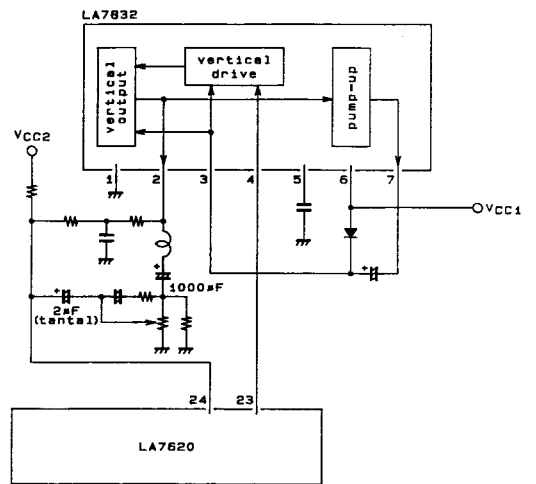 LA7832
vertical
output
vertical
drive
pump-up
VCC2
1
2
3
4
5
6
7
VCC1
+
1000µF
+
+
2µF
(tantal)
24
23
LA7620